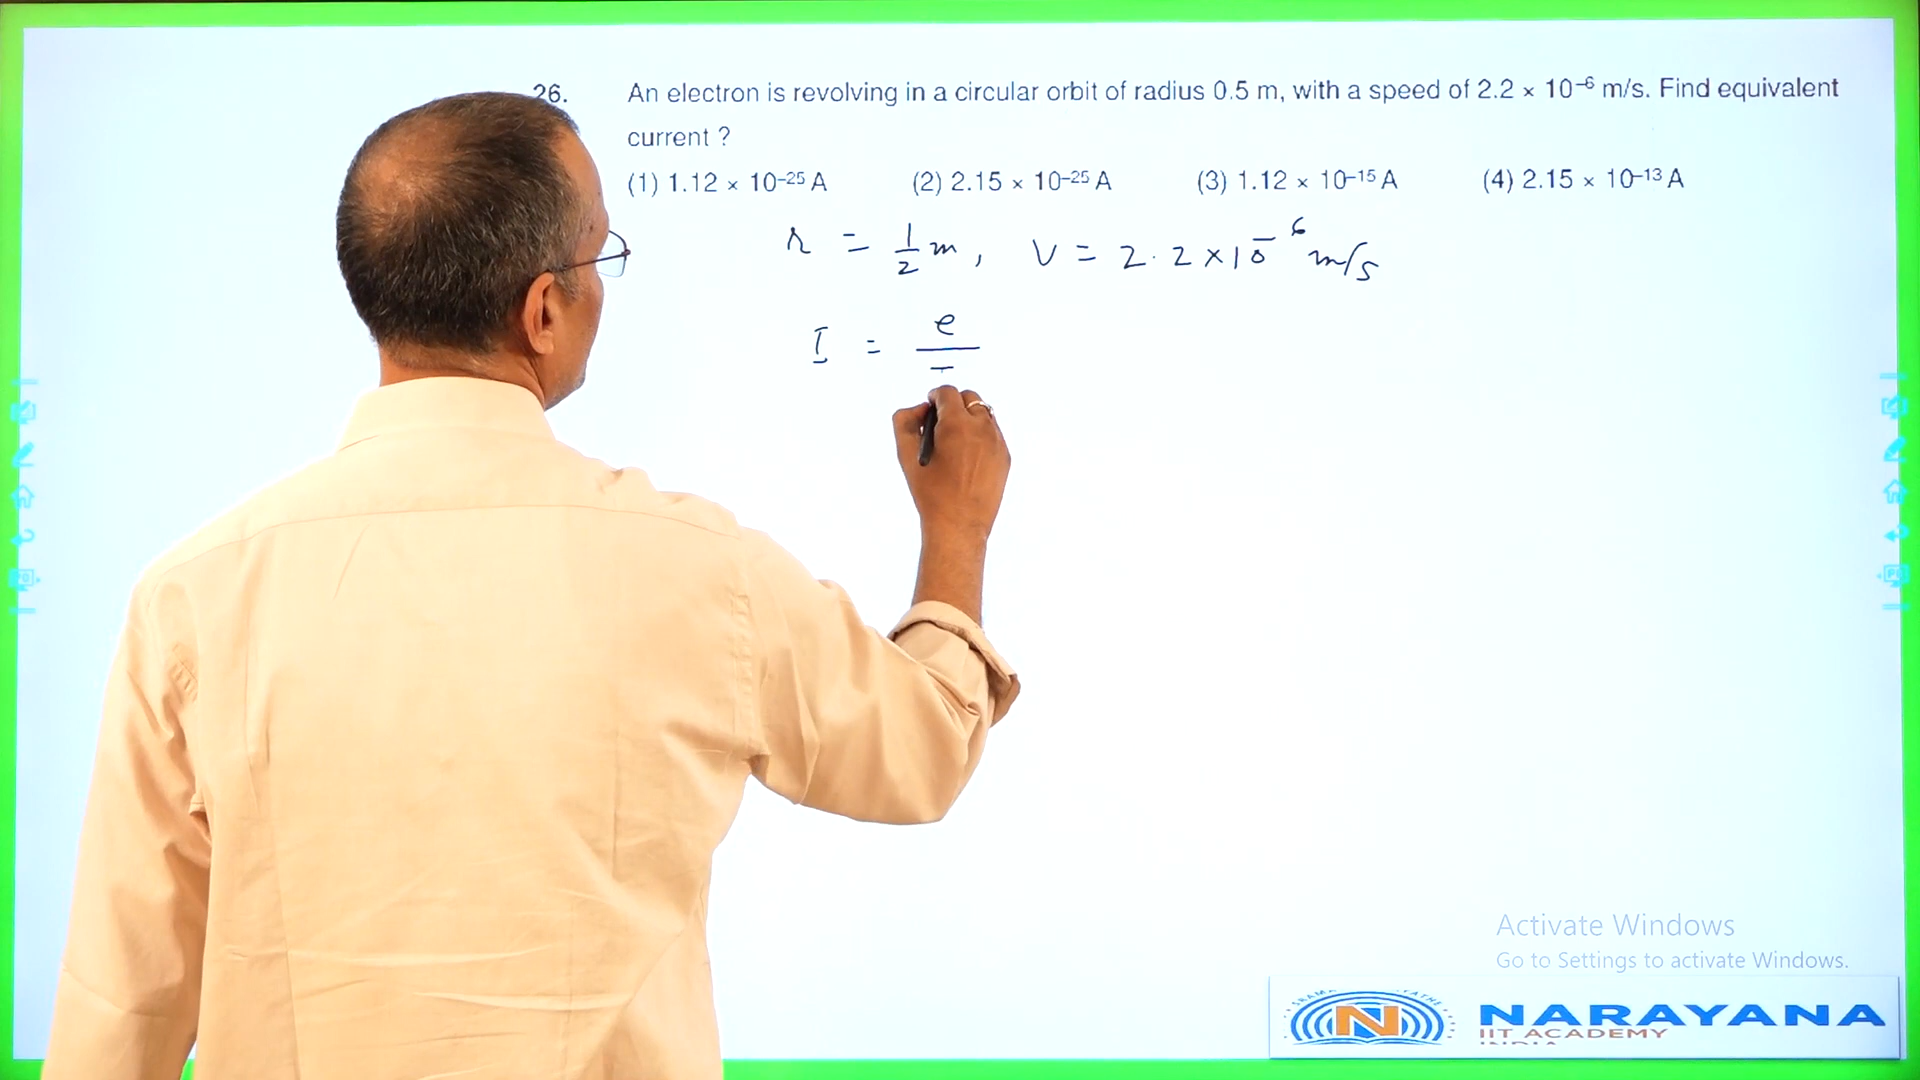 26. An electron is revolving in a circular orbit of radius 0.5 m, with a speed of 2.2 × 10⁻⁶ m/s. Find equivalent
current ?
(1) 1.12 × 10⁻²⁵ A (2) 2.15 × 10⁻²⁵ A (3) 1.12 × 10⁻¹⁵ A (4) 2.15 × 10⁻¹³ A
r = 1/2 m, V = 2.2 × 10⁻⁶ m/s
I = e/T
Activate Windows
Go to Settings to activate Windows.
N
NARAYANA
IIT ACADEMY
INDIA